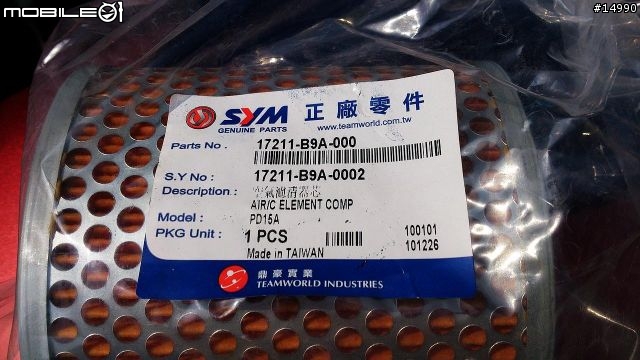 MOBILE01
#14990
SYM 正廠零件
GENUINE PARTS www.teamworld.com.tw
Parts No : 17211-B9A-000
S.Y No : 17211-B9A-0002
Description : 空氣濾清器芯
AIR/C ELEMENT COMP
Model : PD15A
PKG Unit : 1 PCS 100101
Made in TAIWAN 101226
鼎豪實業
TEAMWORLD INDUSTRIES